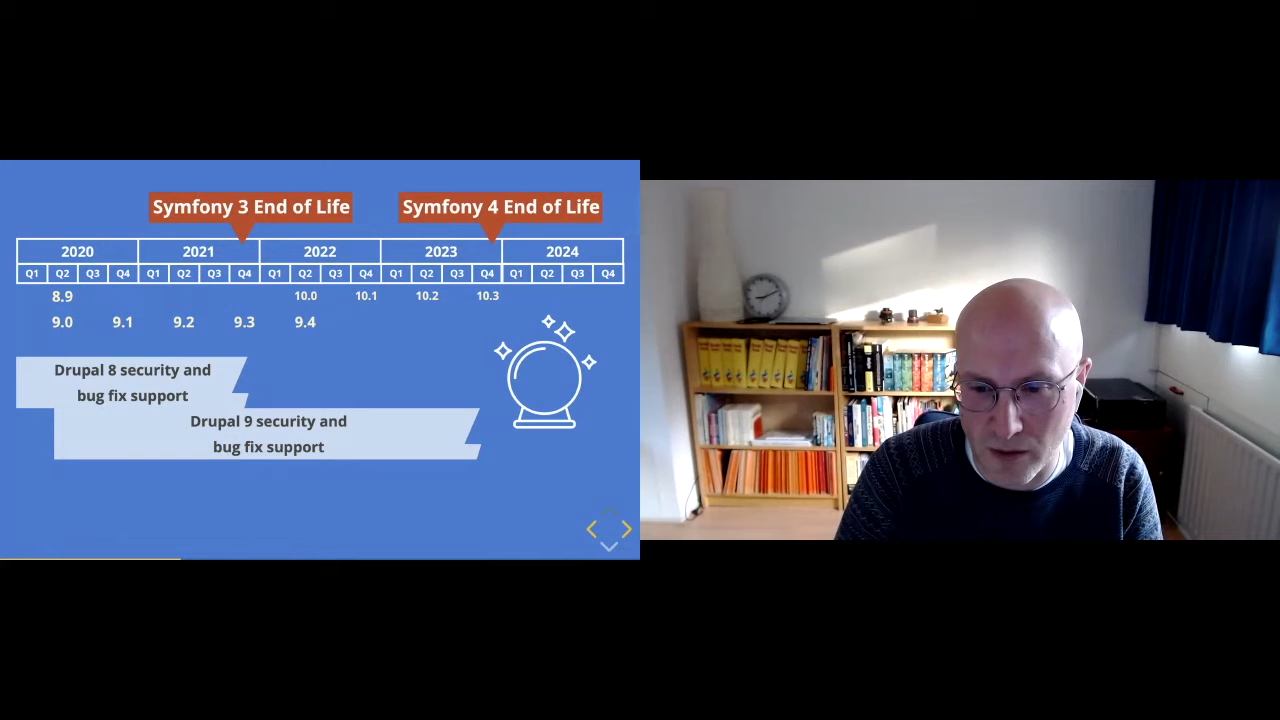 Symfony 3 End of Life Symfony 4 End of Life
2020 2021 2022 2023 2024
Q1 Q2 Q3 Q4 Q1 Q2 Q3 Q4 Q1 Q2 Q3 Q4 Q1 Q2 Q3 Q4 Q1 Q2 Q3 Q4
8.9 10.0 10.1 10.2 10.3
9.0 9.1 9.2 9.3 9.4
Drupal 8 security and
bug fix support
Drupal 9 security and
bug fix support